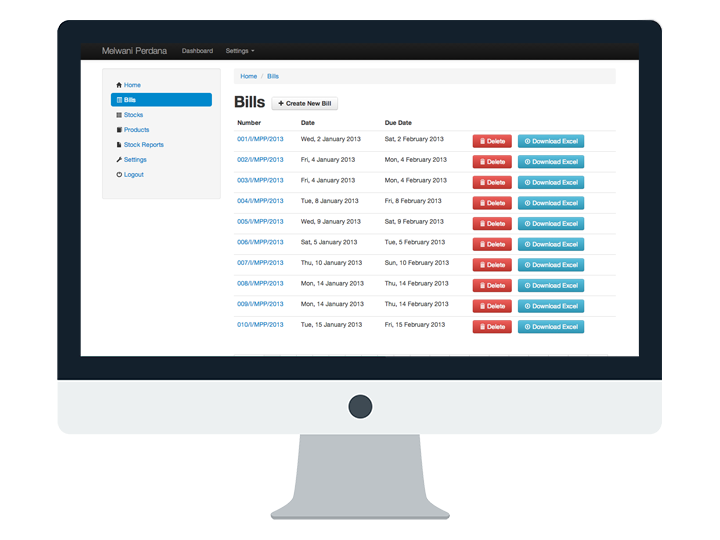 Melwani Perdana Dashboard Settings
Home / Bills
Home
Bills
Stocks
Products
Stock Reports
Settings
Logout
Bills + Create New Bill
Number Date Due Date
001/I/MPP/2013 Wed, 2 January 2013 Sat, 2 February 2013 Delete Download Excel
002/I/MPP/2013 Fri, 4 January 2013 Mon, 4 February 2013 Delete Download Excel
003/I/MPP/2013 Fri, 4 January 2013 Mon, 4 February 2013 Delete Download Excel
004/I/MPP/2013 Tue, 8 January 2013 Fri, 8 February 2013 Delete Download Excel
005/I/MPP/2013 Wed, 9 January 2013 Sat, 9 February 2013 Delete Download Excel
006/I/MPP/2013 Sat, 5 January 2013 Tue, 5 February 2013 Delete Download Excel
007/I/MPP/2013 Thu, 10 January 2013 Sun, 10 February 2013 Delete Download Excel
008/I/MPP/2013 Mon, 14 January 2013 Thu, 14 February 2013 Delete Download Excel
009/I/MPP/2013 Mon, 14 January 2013 Thu, 14 February 2013 Delete Download Excel
010/I/MPP/2013 Tue, 15 January 2013 Fri, 15 February 2013 Delete Download Excel